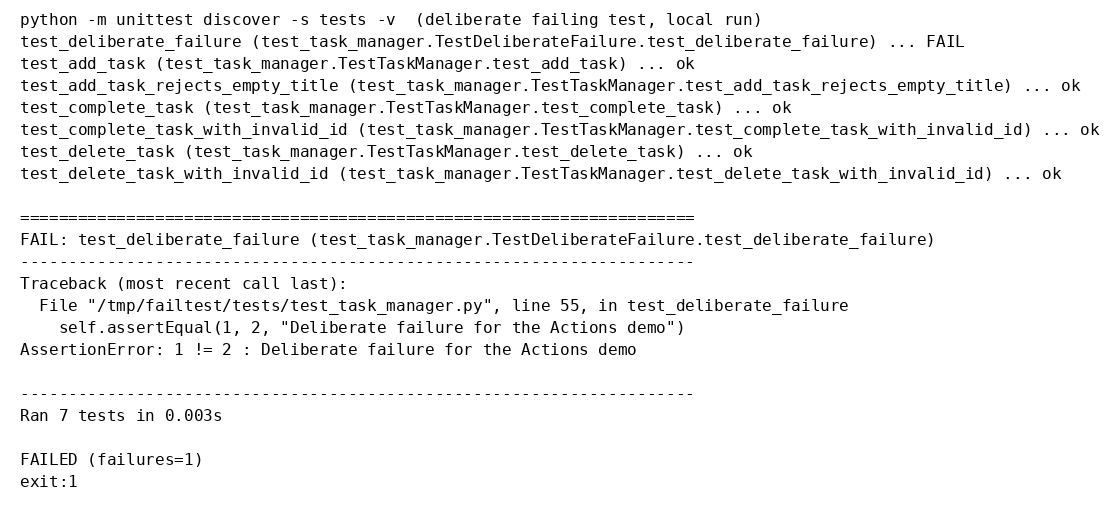 python -m unittest discover -s tests -v  (deliberate failing test, local run)
test_deliberate_failure (test_task_manager.TestDeliberateFailure.test_deliberate_failure) ... FAIL
test_add_task (test_task_manager.TestTaskManager.test_add_task) ... ok
test_add_task_rejects_empty_title (test_task_manager.TestTaskManager.test_add_task_rejects_empty_title) ... ok
test_complete_task (test_task_manager.TestTaskManager.test_complete_task) ... ok
test_complete_task_with_invalid_id (test_task_manager.TestTaskManager.test_complete_task_with_invalid_id) ... ok
test_delete_task (test_task_manager.TestTaskManager.test_delete_task) ... ok
test_delete_task_with_invalid_id (test_task_manager.TestTaskManager.test_delete_task_with_invalid_id) ... ok

======================================================================
FAIL: test_deliberate_failure (test_task_manager.TestDeliberateFailure.test_deliberate_failure)
----------------------------------------------------------------------
Traceback (most recent call last):
  File "/tmp/failtest/tests/test_task_manager.py", line 55, in test_deliberate_failure
    self.assertEqual(1, 2, "Deliberate failure for the Actions demo")
AssertionError: 1 != 2 : Deliberate failure for the Actions demo

----------------------------------------------------------------------
Ran 7 tests in 0.003s

FAILED (failures=1)
exit:1